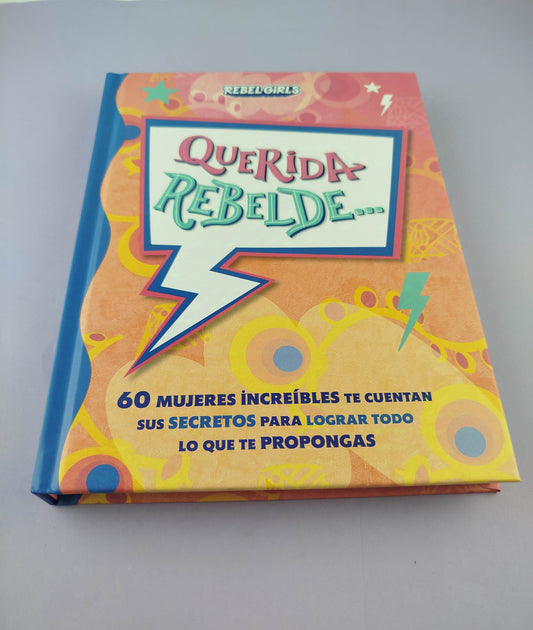 REBEL GIRLS
QUERIDA
REBELDE...
60 MUJERES INCREÍBLES TE CUENTAN
SUS SECRETOS PARA LOGRAR TODO
LO QUE TE PROPONGAS